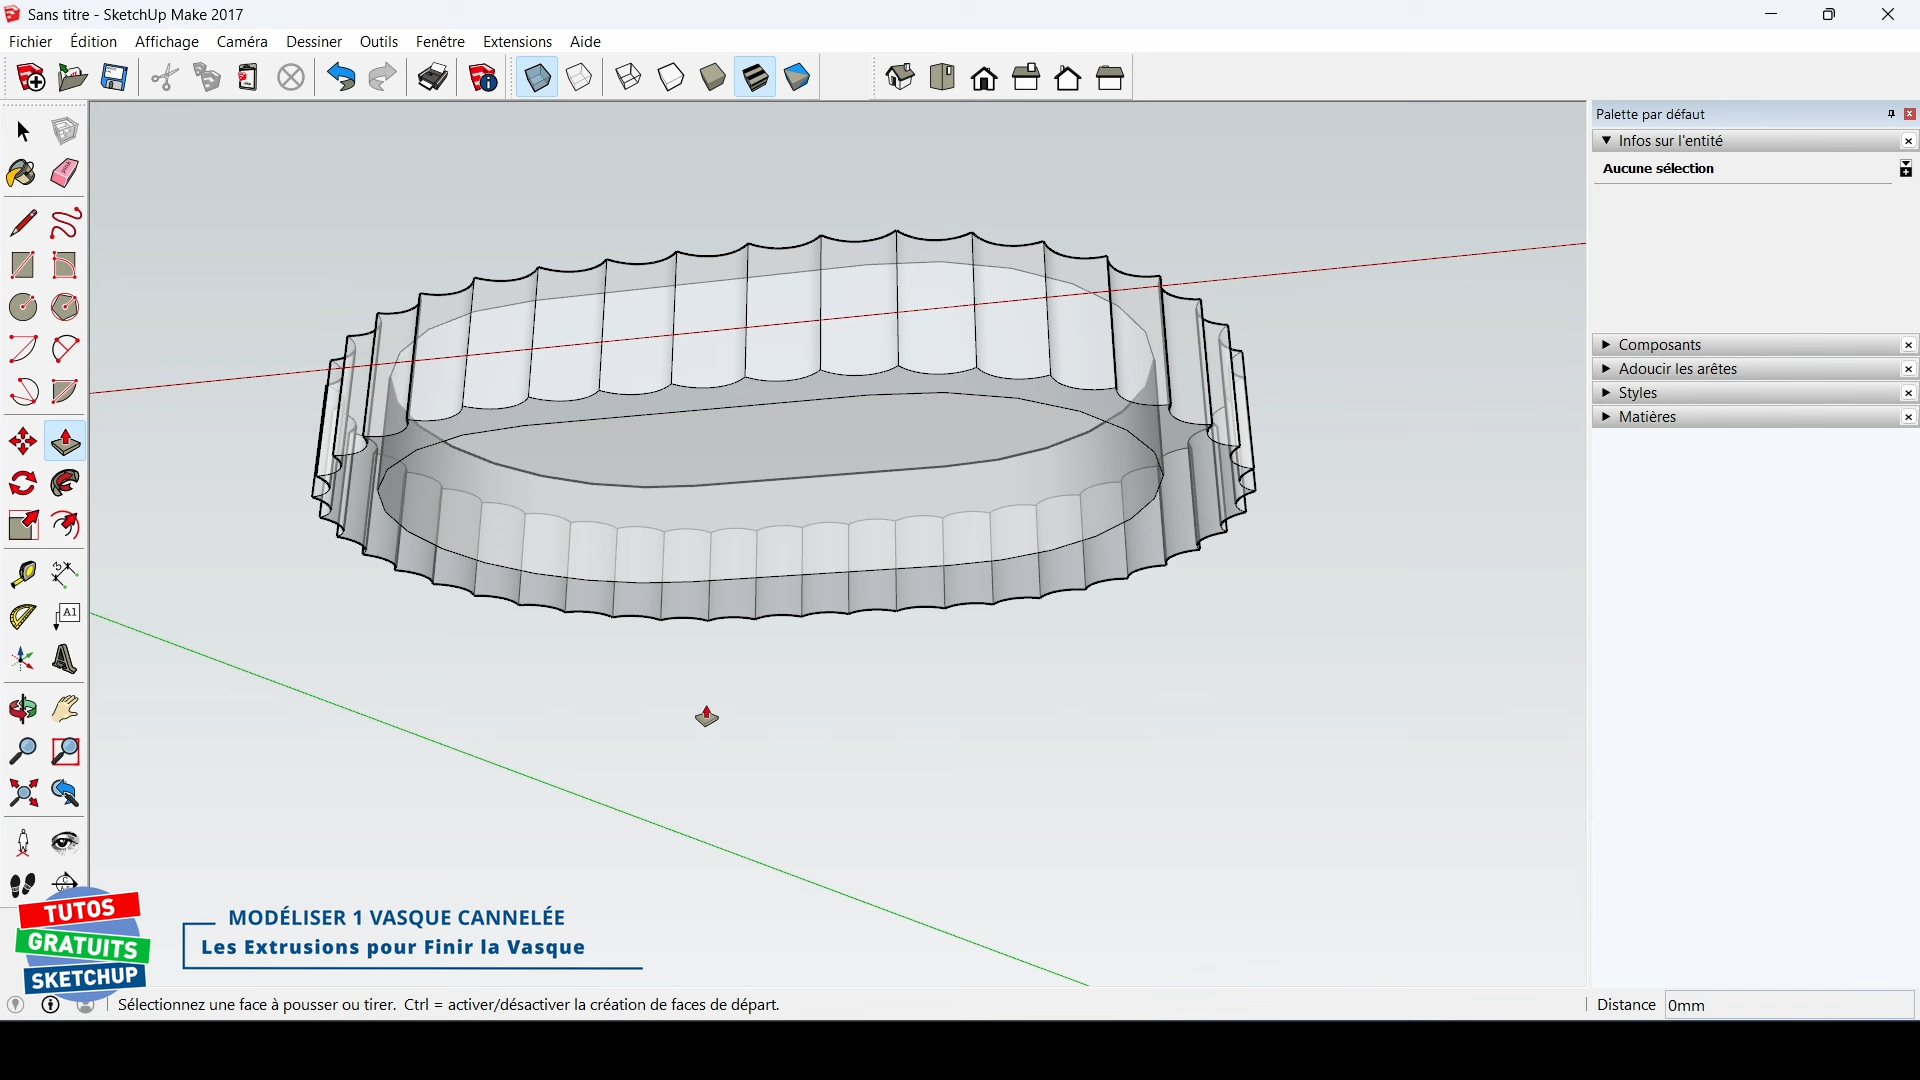 Sans titre - SketchUp Make 2017
Fichier Édition Affichage Caméra Dessiner Outils Fenêtre Extensions Aide
Palette par défaut
Infos sur l'entité
Aucune sélection
Composants
Adoucir les arêtes
Styles
Matières
A1
TUTOS
GRATUITS
SKETCHUP
MODÉLISER 1 VASQUE CANNELÉE
Les Extrusions pour Finir la Vasque
Sélectionnez une face à pousser ou tirer. Ctrl = activer/désactiver la création de faces de départ.
Distance 0mm